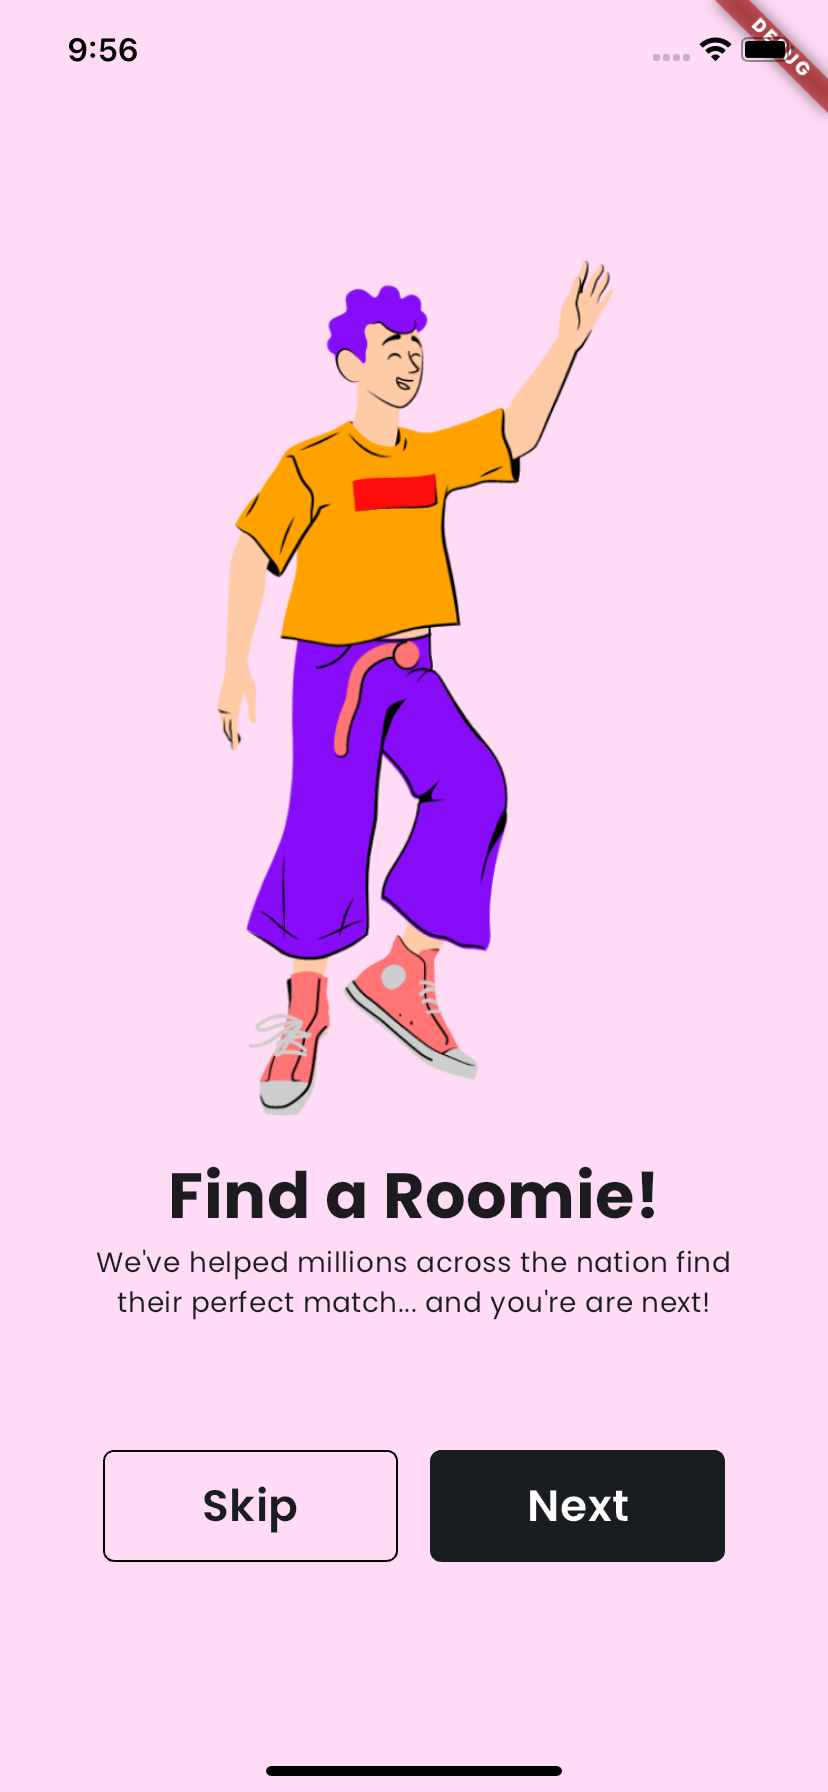 9:56
DEBUG
Find a Roomie!
We've helped millions across the nation find
their perfect match... and you're are next!
Skip
Next